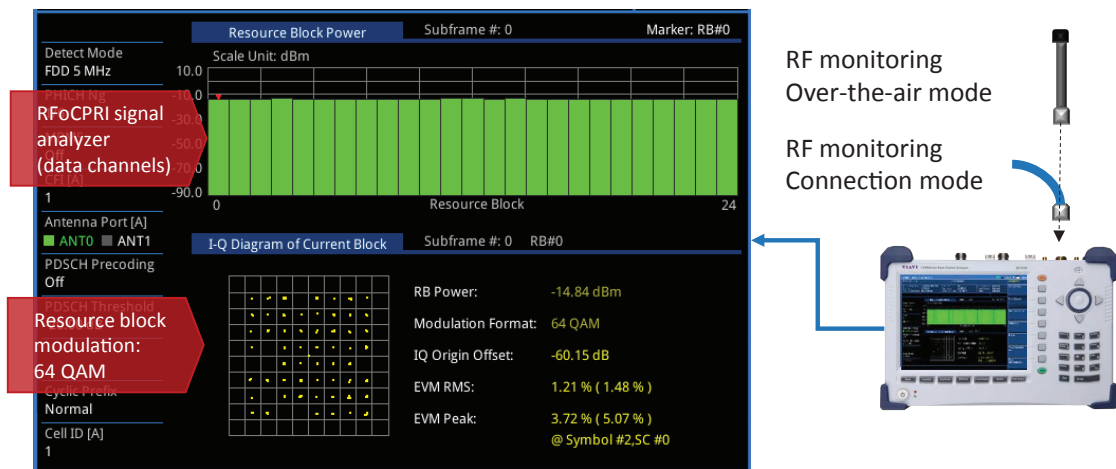 Resource Block Power
Subframe #: 0
Marker: RB#0
Detect Mode
FDD 5 MHz
Scale Unit: dBm
10.0
-10.0
-30.0
-50.0
-70.0
-90.0
PHICH Ng
RFoCPRI signal
analyzer
(data channels)
Off
CFI [A]
1
0
Resource Block
24
Antenna Port [A]
ANT0
ANT1
I-Q Diagram of Current Block
Subframe #: 0
RB#0
PDSCH Precoding
Off
PDSCH Threshold
Resource block
modulation:
64 QAM
Cyclic Prefix
Normal
Cell ID [A]
1
RB Power:
-14.84 dBm
Modulation Format:
64 QAM
IQ Origin Offset:
-60.15 dB
EVM RMS:
1.21 % ( 1.48 % )
EVM Peak:
3.72 % ( 5.07 % )
@ Symbol #2,SC #0
RF monitoring
Over-the-air mode
RF monitoring
Connection mode
VIAVI